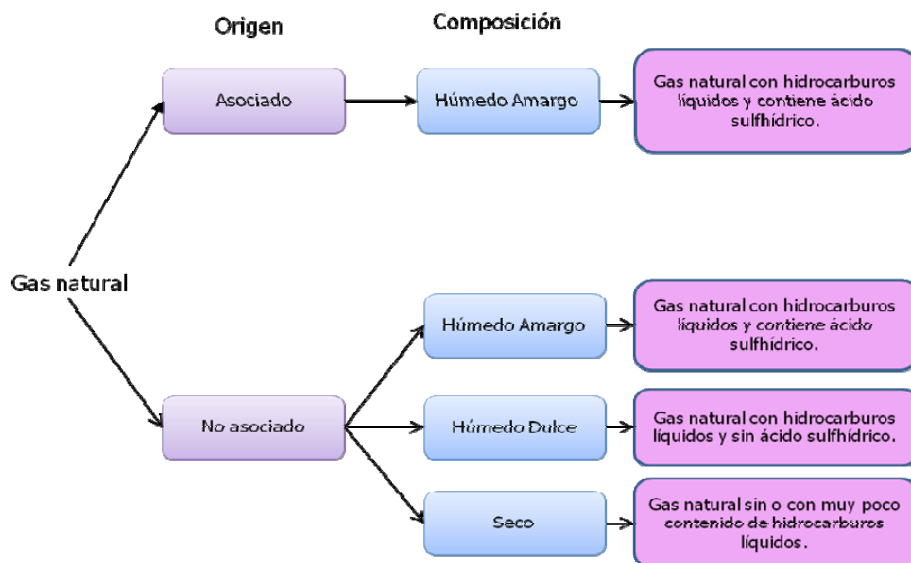 Origen
Composición
Asociado
Húmedo Amargo
Gas natural con hidrocarburos
líquidos y contiene ácido
sulfhídrico.
Gas natural
Húmedo Amargo
Gas natural con hidrocarburos
líquidos y contiene ácido
sulfhídrico.
No asociado
Húmedo Dulce
Gas natural con hidrocarburos
líquidos y sin ácido sulfhídrico.
Seco
Gas natural sin o con muy poco
contenido de hidrocarburos
líquidos.